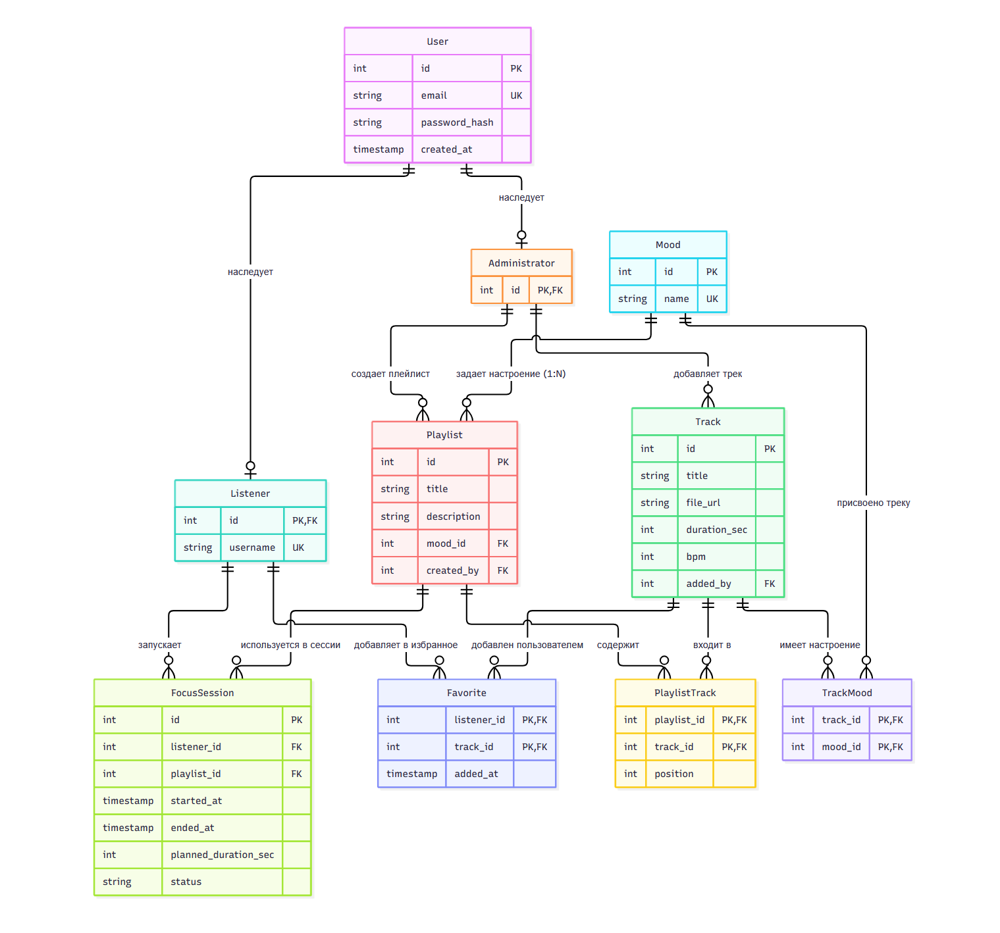 User
int id PK
string email UK
string password_hash
timestamp created_at
наследует
наследует
Administrator
int id PK,FK
Mood
int id PK
string name UK
создает плейлист
задает настроение (1:N)
добавляет трек
Playlist
int id PK
string title
string description
int mood_id FK
int created_by FK
Track
int id PK
string title
string file_url
int duration_sec
int bpm
int added_by FK
присвоено треку
Listener
int id PK,FK
string username UK
запускает
используется в сессии
добавляет в избранное
добавлен пользователем
содержит
входит в
имеет настроение
FocusSession
int id PK
int listener_id FK
int playlist_id FK
timestamp started_at
timestamp ended_at
int planned_duration_sec
string status
Favorite
int listener_id PK,FK
int track_id PK,FK
timestamp added_at
PlaylistTrack
int playlist_id PK,FK
int track_id PK,FK
int position
TrackMood
int track_id PK,FK
int mood_id PK,FK